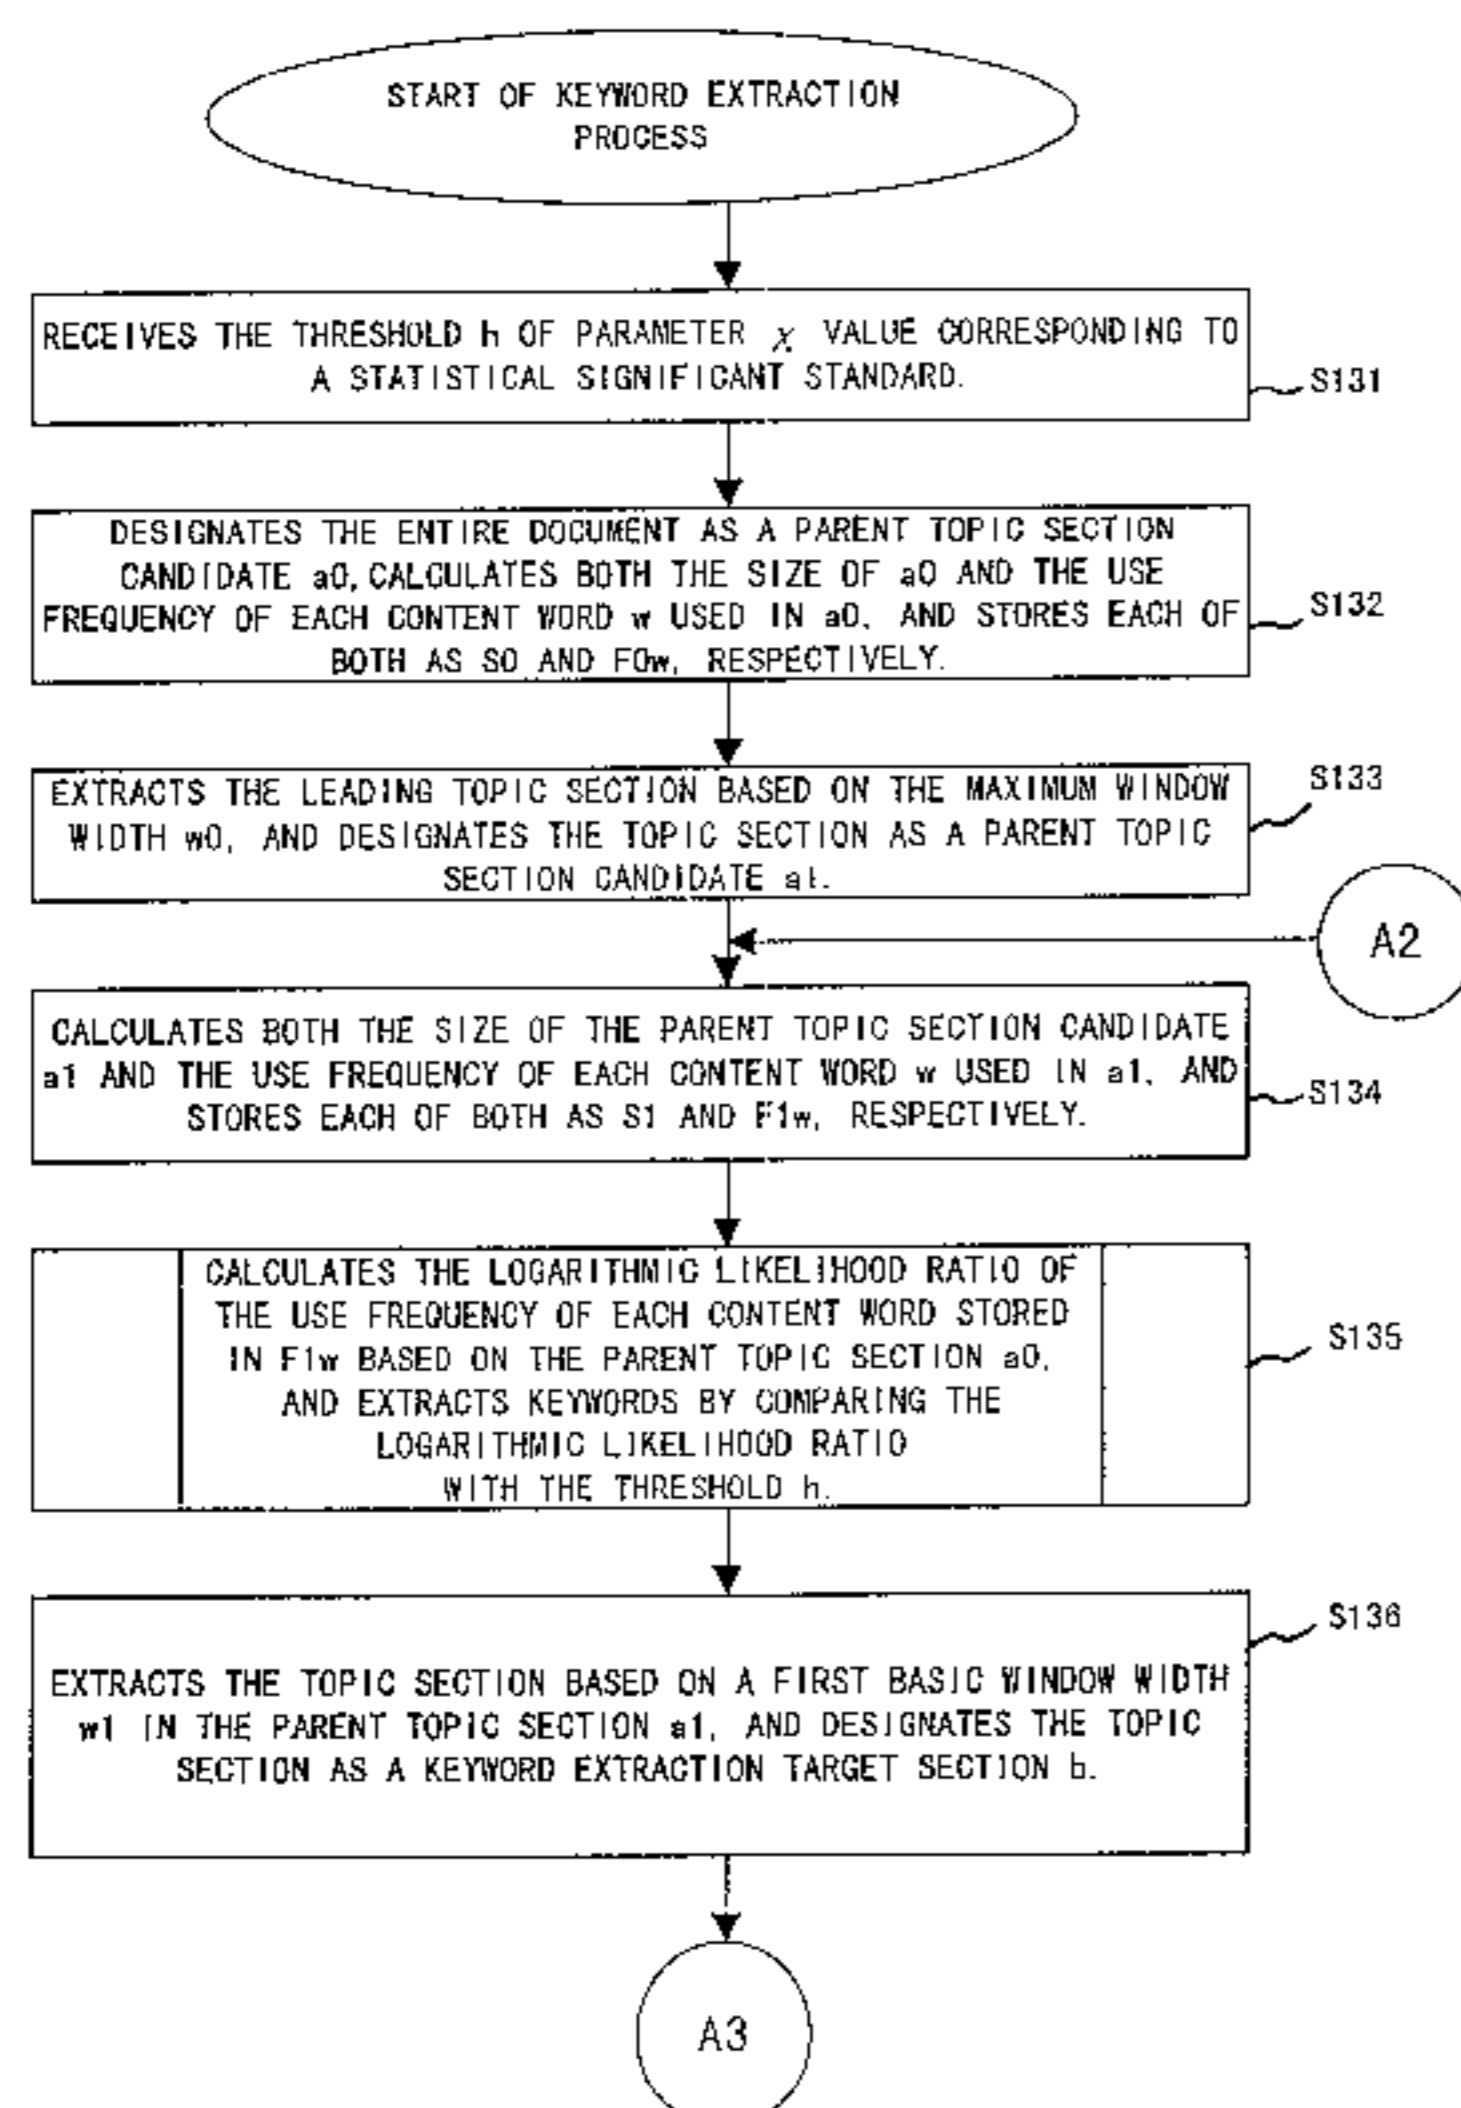 START OF KEYWORD EXTRACTION
PROCESS
RECEIVES THE THRESHOLD h OF PARAMETER χ VALUE CORRESPONDING TO
A STATISTICAL SIGNIFICANT STANDARD.
S131
DESIGNATES THE ENTIRE DOCUMENT AS A PARENT TOPIC SECTION
CANDIDATE a0, CALCULATES BOTH THE SIZE OF a0 AND THE USE
FREQUENCY OF EACH CONTENT WORD w USED IN a0, AND STORES EACH OF
BOTH AS S0 AND F0w, RESPECTIVELY.
S132
EXTRACTS THE LEADING TOPIC SECTION BASED ON THE MAXIMUM WINDOW
WIDTH w0, AND DESIGNATES THE TOPIC SECTION AS A PARENT TOPIC
SECTION CANDIDATE a1.
S133
A2
CALCULATES BOTH THE SIZE OF THE PARENT TOPIC SECTION CANDIDATE
a1 AND THE USE FREQUENCY OF EACH CONTENT WORD w USED IN a1, AND
STORES EACH OF BOTH AS S1 AND F1w, RESPECTIVELY.
S134
CALCULATES THE LOGARITHMIC LIKELIHOOD RATIO OF
THE USE FREQUENCY OF EACH CONTENT WORD STORED
IN F1w BASED ON THE PARENT TOPIC SECTION a0,
AND EXTRACTS KEYWORDS BY COMPARING THE
LOGARITHMIC LIKELIHOOD RATIO
WITH THE THRESHOLD h.
S135
EXTRACTS THE TOPIC SECTION BASED ON A FIRST BASIC WINDOW WIDTH
w1 IN THE PARENT TOPIC SECTION a1, AND DESIGNATES THE TOPIC
SECTION AS A KEYWORD EXTRACTION TARGET SECTION b.
S136
A3